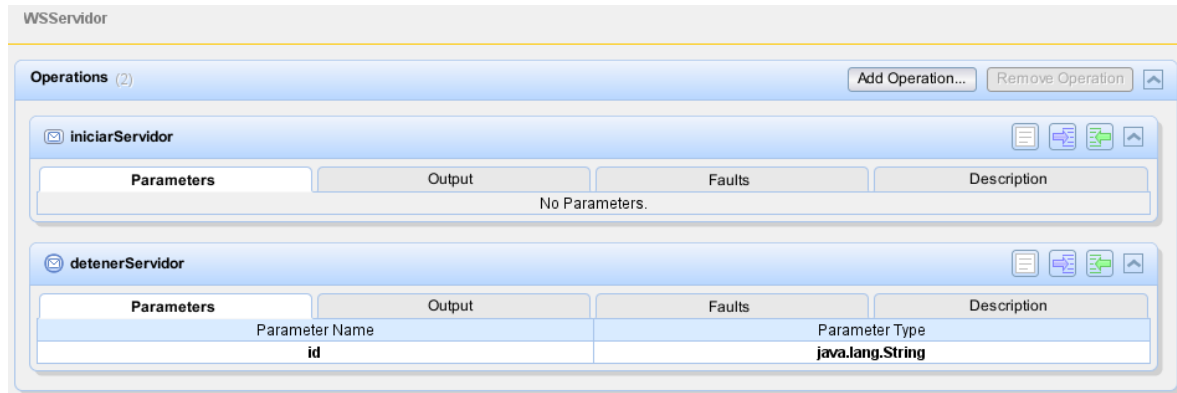 WSServidor
Operations (2) Add Operation... Remove Operation
iniciarServidor
Parameters Output Faults Description
No Parameters.
detenerServidor
Parameters Output Faults Description
Parameter Name Parameter Type
id java.lang.String